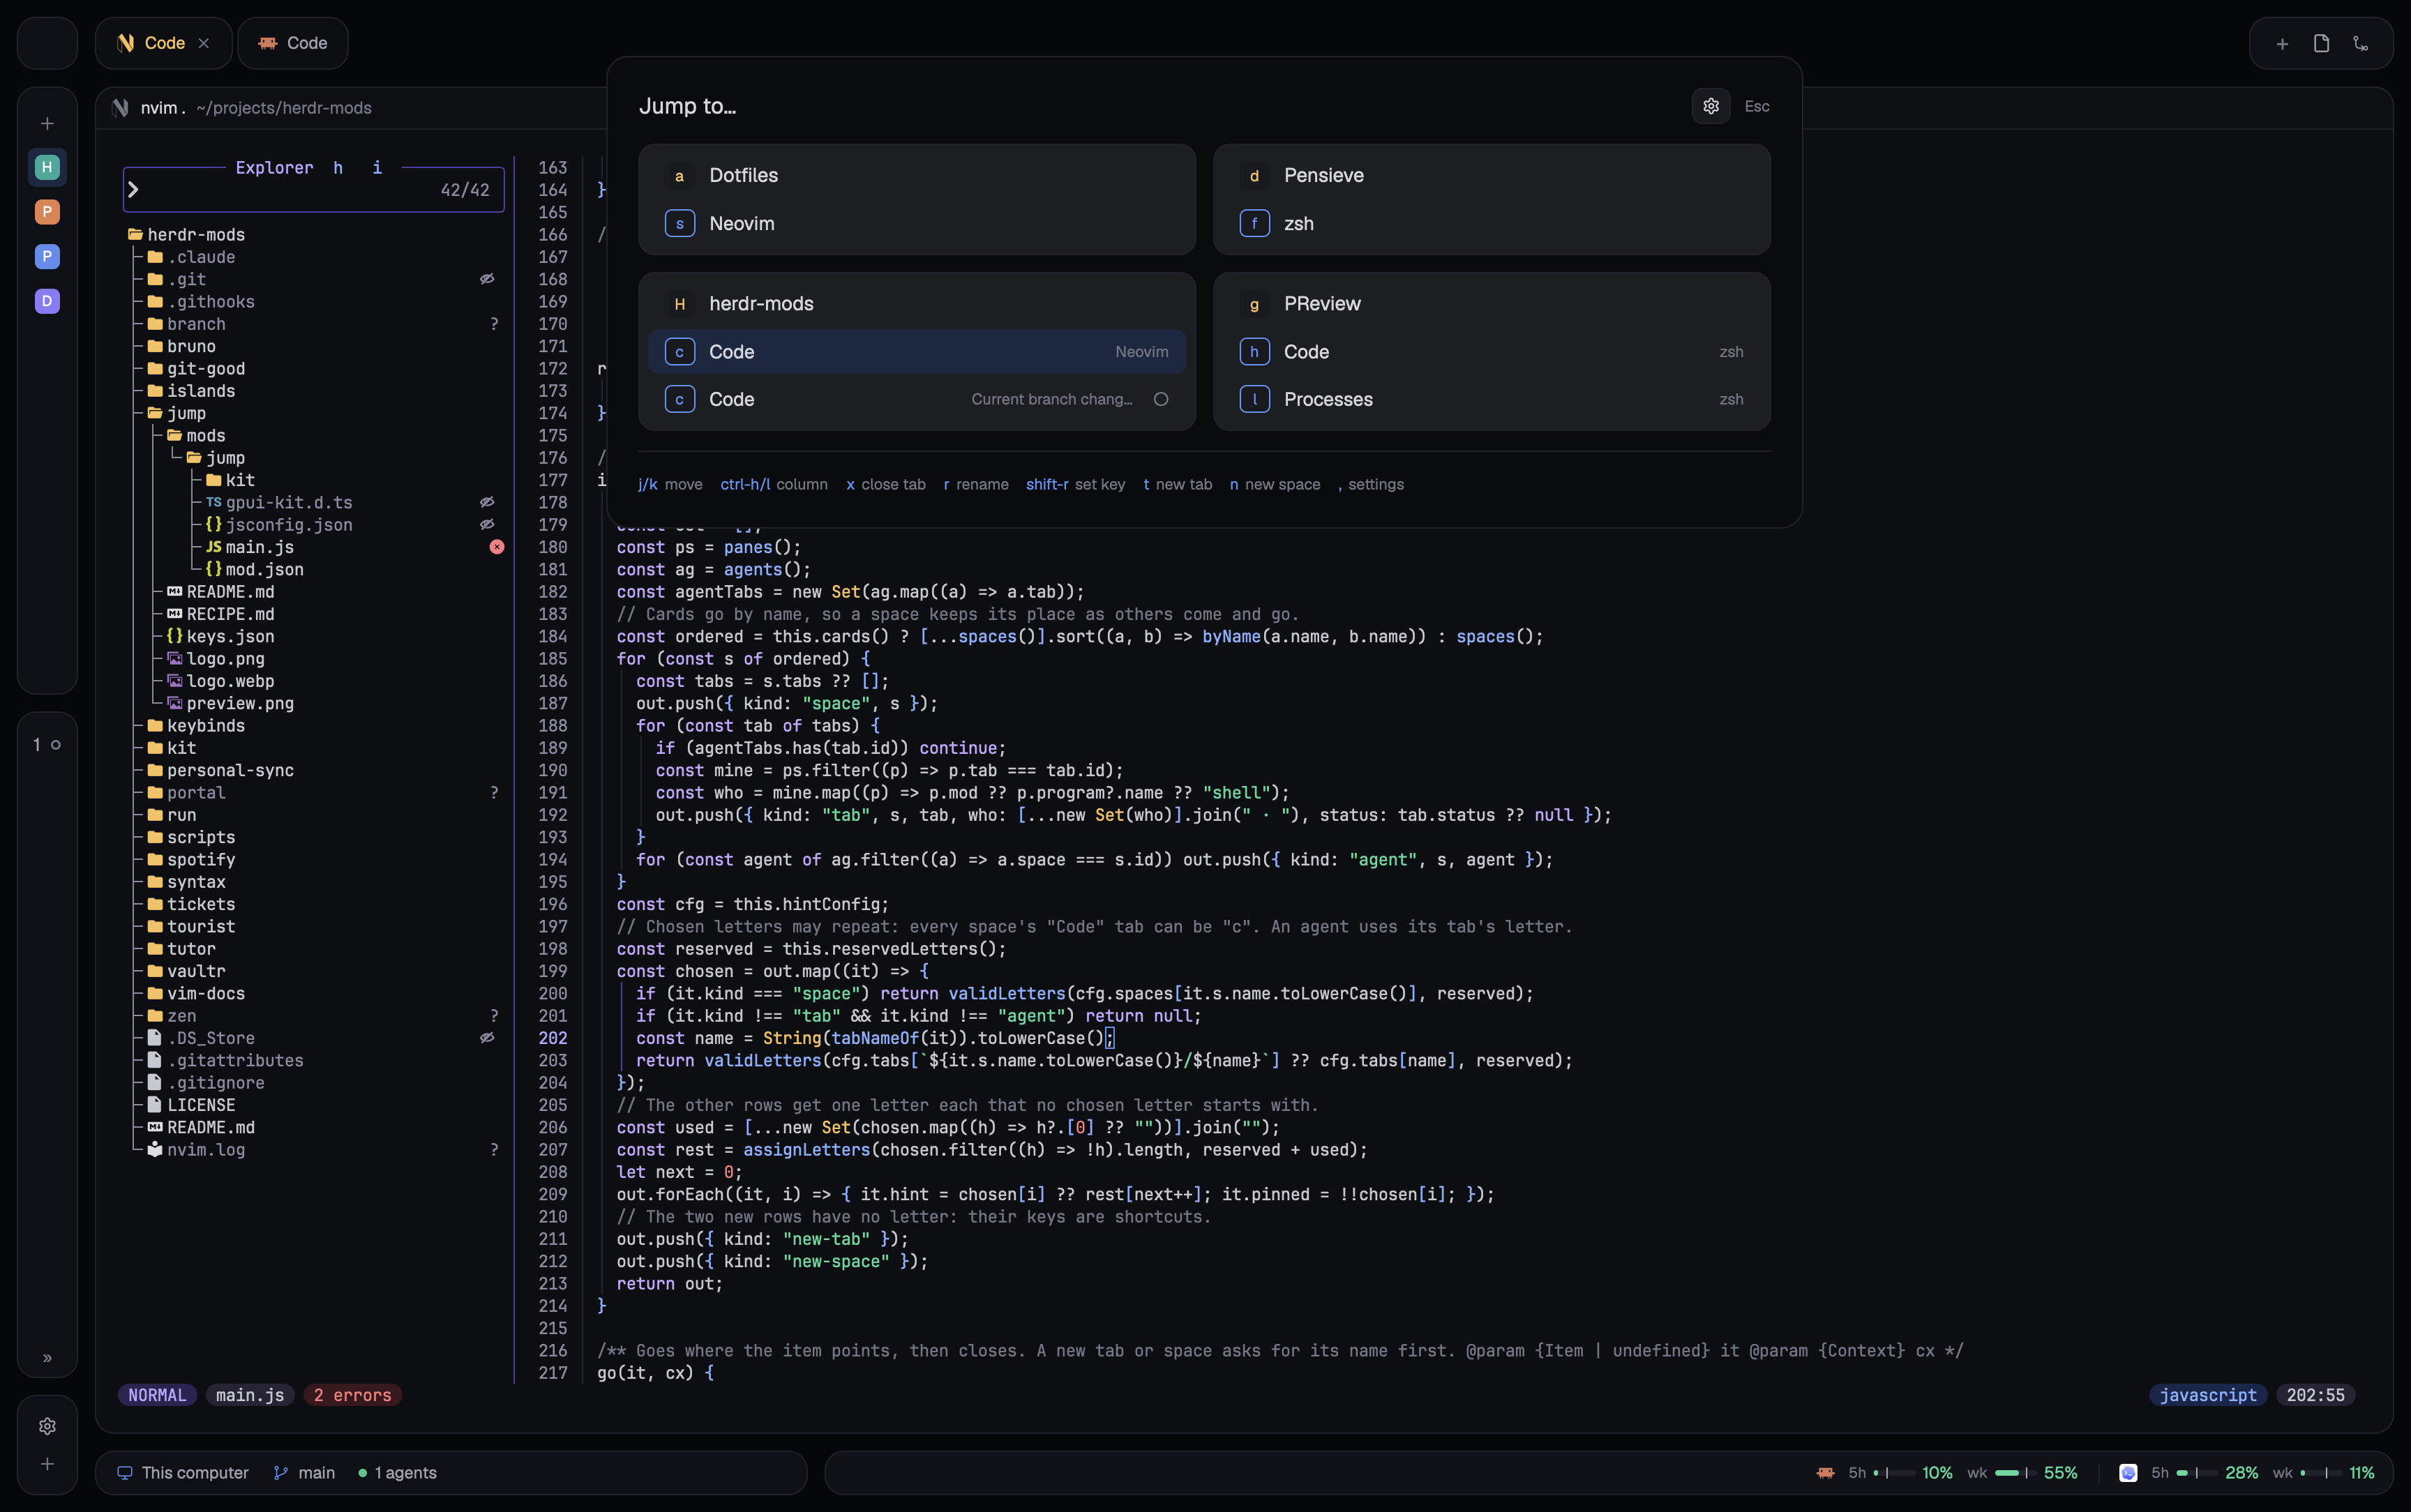 Code ×
Code
nvim . ~/projects/herdr-mods
H
P
P
D
1
»
Explorer h i
42/42
herdr-mods
.claude
.git
.githooks
branch ?
bruno
git-good
islands
jump
mods
jump
kit
TS gpui-kit.d.ts
{} jsconfig.json
JS main.js
{} mod.json
README.md
RECIPE.md
{} keys.json
logo.png
logo.webp
preview.png
keybinds
kit
personal-sync
portal ?
run
scripts
spotify
syntax
tickets
tourist
tutor
vaultr
vim-docs
zen ?
.DS_Store
.gitattributes
.gitignore
LICENSE
README.md
nvim.log ?
Jump to...
Esc
a Dotfiles
s Neovim
d Pensieve
f zsh
H herdr-mods
c Code Neovim
c Code Current branch chang...
g PReview
h Code zsh
l Processes zsh
j/k move ctrl-h/l column x close tab r rename shift-r set key t new tab n new space , settings
163
164 }
165
166 /
167
168
169
170
171
172 r
173
174 }
175
176 /
177 i
178
179 const out = [];
180 const ps = panes();
181 const ag = agents();
182 const agentTabs = new Set(ag.map((a) => a.tab));
183 // Cards go by name, so a space keeps its place as others come and go.
184 const ordered = this.cards() ? [...spaces()].sort((a, b) => byName(a.name, b.name)) : spaces();
185 for (const s of ordered) {
186 const tabs = s.tabs ?? [];
187 out.push({ kind: "space", s });
188 for (const tab of tabs) {
189 if (agentTabs.has(tab.id)) continue;
190 const mine = ps.filter((p) => p.tab === tab.id);
191 const who = mine.map((p) => p.mod ?? p.program?.name ?? "shell");
192 out.push({ kind: "tab", s, tab, who: [...new Set(who)].join(" · "), status: tab.status ?? null });
193 }
194 for (const agent of ag.filter((a) => a.space === s.id)) out.push({ kind: "agent", s, agent });
195 }
196 const cfg = this.hintConfig;
197 // Chosen letters may repeat: every space's "Code" tab can be "c". An agent uses its tab's letter.
198 const reserved = this.reservedLetters();
199 const chosen = out.map((it) => {
200 if (it.kind === "space") return validLetters(cfg.spaces[it.s.name.toLowerCase()], reserved);
201 if (it.kind !== "tab" && it.kind !== "agent") return null;
202 const name = String(tabNameOf(it)).toLowerCase();
203 return validLetters(cfg.tabs[`${it.s.name.toLowerCase()}/${name}`] ?? cfg.tabs[name], reserved);
204 });
205 // The other rows get one letter each that no chosen letter starts with.
206 const used = [...new Set(chosen.map((h) => h?.[0] ?? ""))].join("");
207 const rest = assignLetters(chosen.filter((h) => !h).length, reserved + used);
208 let next = 0;
209 out.forEach((it, i) => { it.hint = chosen[i] ?? rest[next++]; it.pinned = !!chosen[i]; });
210 // The two new rows have no letter: their keys are shortcuts.
211 out.push({ kind: "new-tab" });
212 out.push({ kind: "new-space" });
213 return out;
214 }
215
216 /** Goes where the item points, then closes. A new tab or space asks for its name first. @param {Item | undefined} it @param {Context} cx */
217 go(it, cx) {
NORMAL main.js 2 errors
javascript 202:55
This computer main 1 agents
5h 10% wk 55% 5h 28% wk 11%